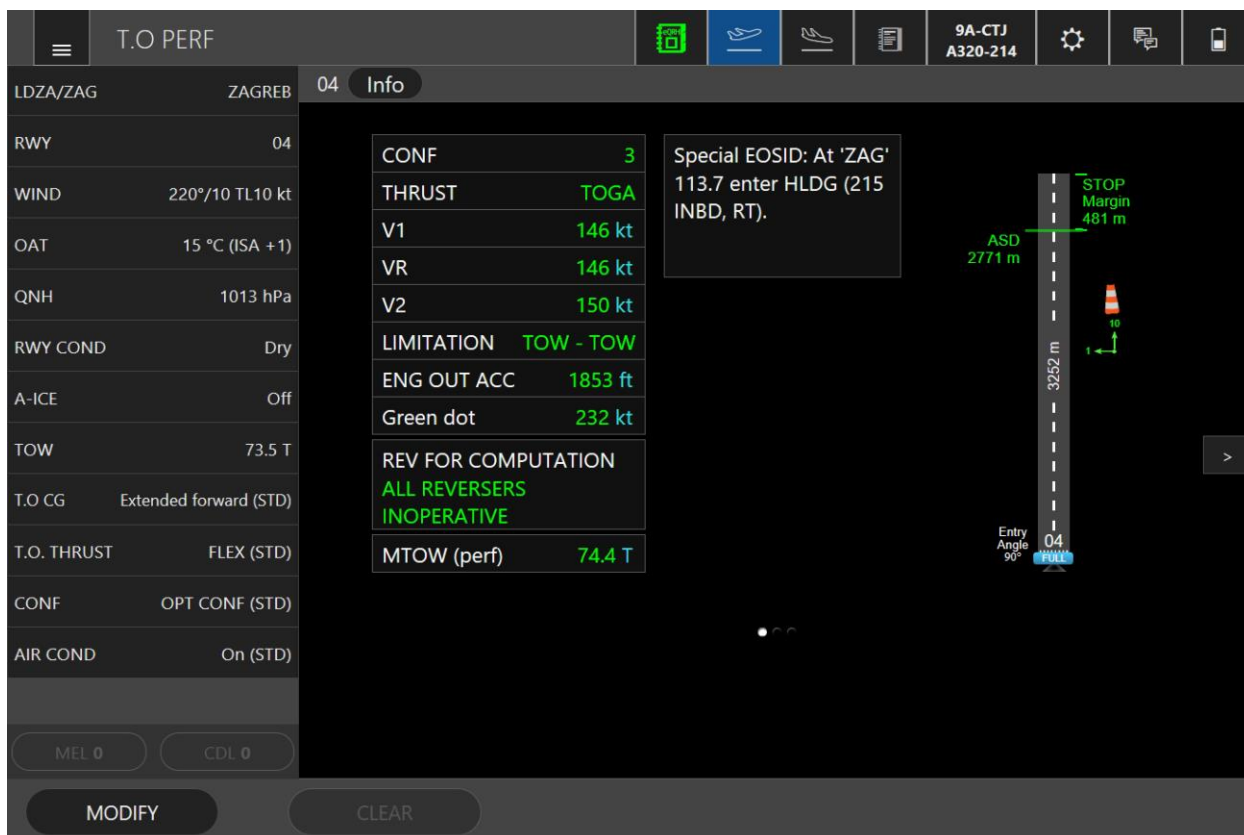 T.O PERF
eQRH
9A-CTJ
A320-214
LDZA/ZAG ZAGREB
RWY 04
WIND 220°/10 TL10 kt
OAT 15 °C (ISA +1)
QNH 1013 hPa
RWY COND Dry
A-ICE Off
TOW 73.5 T
T.O CG Extended forward (STD)
T.O. THRUST FLEX (STD)
CONF OPT CONF (STD)
AIR COND On (STD)
MEL 0 CDL 0
MODIFY CLEAR
04 Info
CONF 3
THRUST TOGA
V1 146 kt
VR 146 kt
V2 150 kt
LIMITATION TOW - TOW
ENG OUT ACC 1853 ft
Green dot 232 kt
REV FOR COMPUTATION
ALL REVERSERS
INOPERATIVE
MTOW (perf) 74.4 T
Special EOSID: At 'ZAG'
113.7 enter HLDG (215
INBD, RT).
STOP
Margin
481 m
ASD
2771 m
10
1
3252 m
Entry
Angle
90°
04
FULL
>